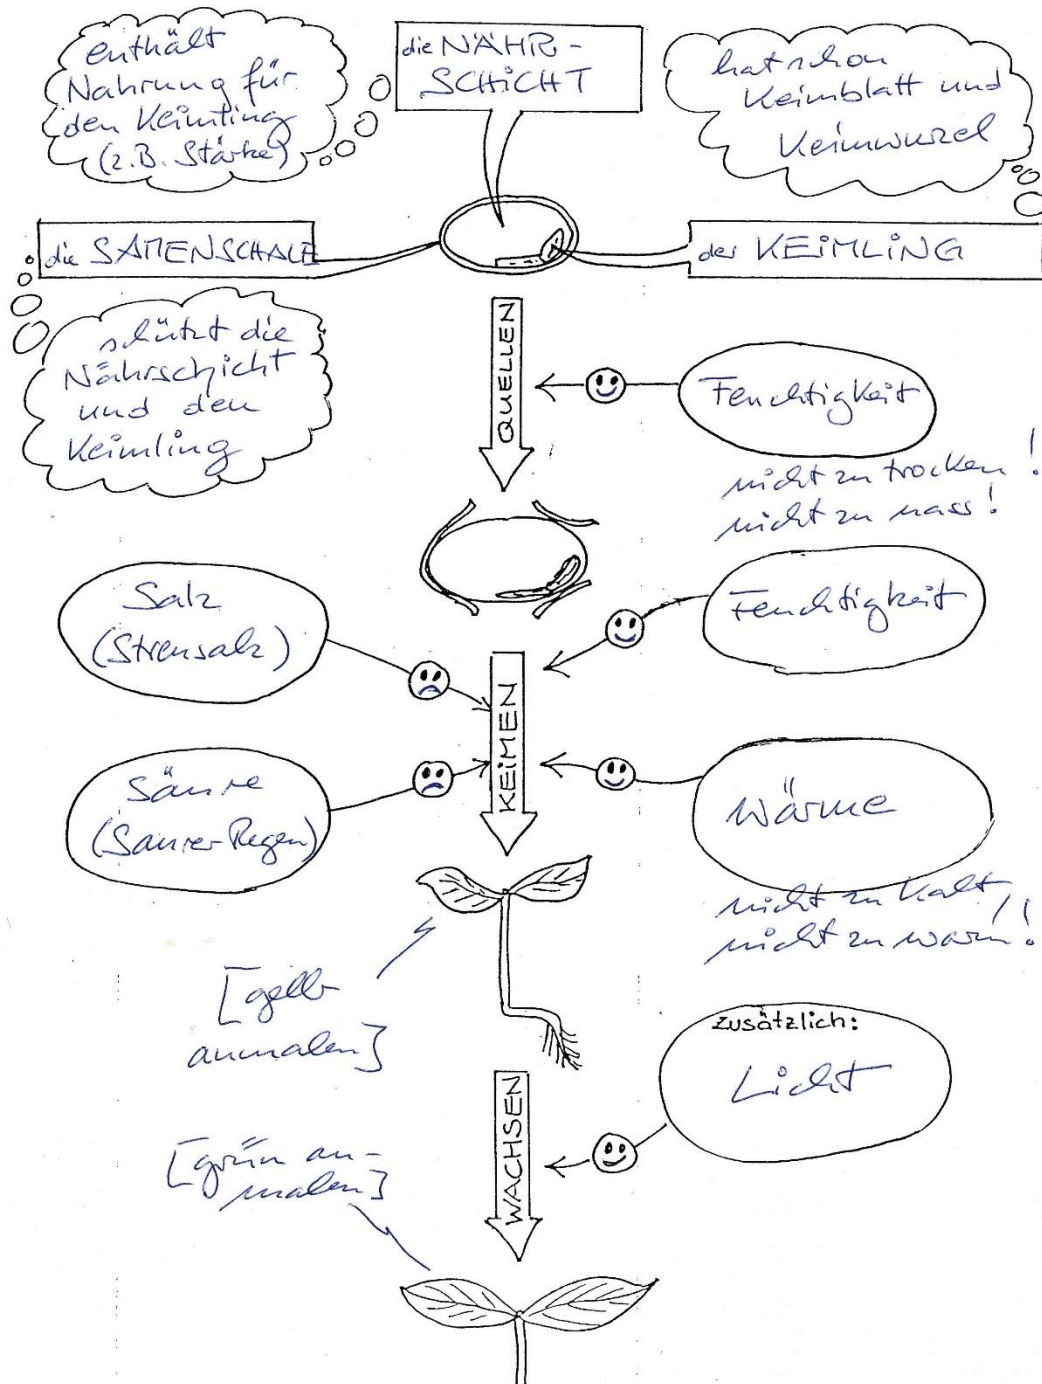 enthält
Nahrung für
den Keimling
(z.B. Stärke)
die NÄHR-
SCHICHT
hat schon
Keimblatt und
Keimwurzel
die SAMENSCHALE
der KEIMLING
schützt die
Nährschicht
und den
Keimling
QUELLEN
Feuchtigkeit
nicht zu trocken!
nicht zu nass!
Salz
(Streusalz)
Feuchtigkeit
KEIMEN
Säure
(Saurer Regen)
Wärme
nicht zu kalt,
nicht zu warm!
[gelb
anmalen]
zusätzlich:
Licht
WACHSEN
[grün an-
malen]